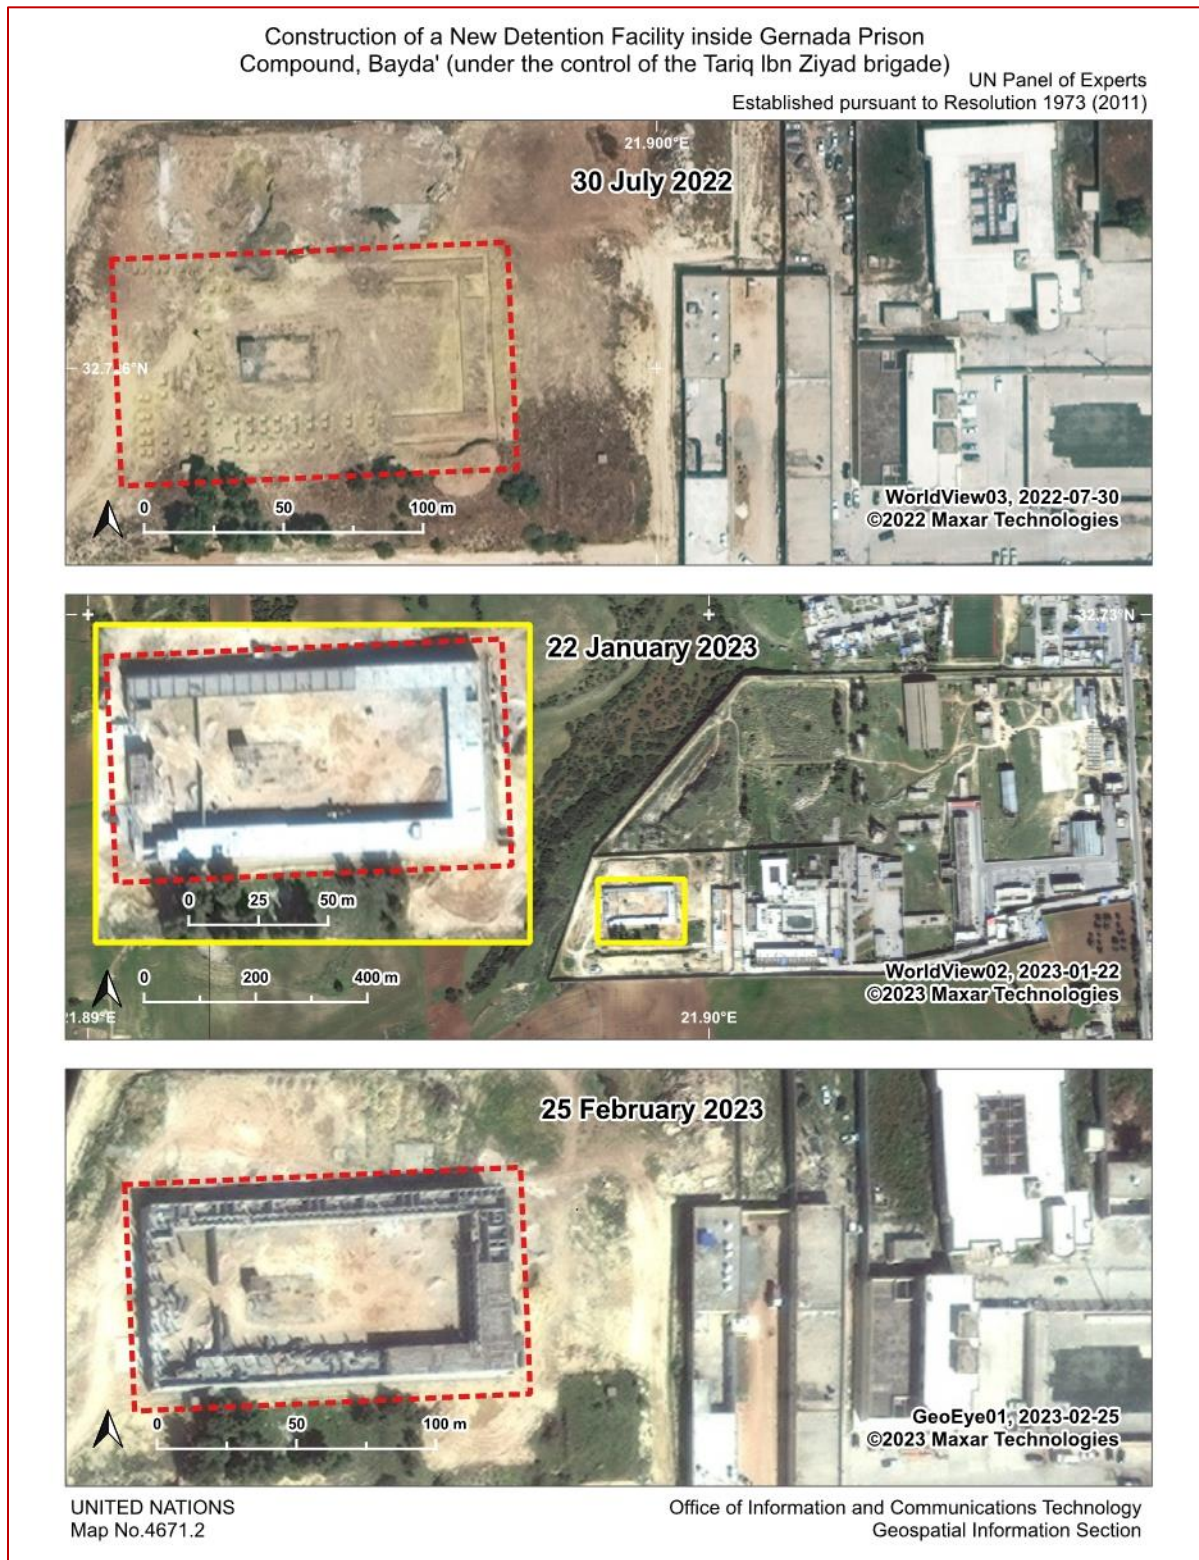 Construction of a New Detention Facility inside Gernada Prison
Compound, Bayda' (under the control of the Tariq Ibn Ziyad brigade)
UN Panel of Experts
Established pursuant to Resolution 1973 (2011)
21.900°E
30 July 2022
WorldView03, 2022-07-30
©2022 Maxar Technologies
0 50 100 m
32.73°N
22 January 2023
0 25 50 m
0 200 400 m
WorldView02, 2023-01-22
©2023 Maxar Technologies
21.90°E
25 February 2023
0 50 100 m
GeoEye01, 2023-02-25
©2023 Maxar Technologies
UNITED NATIONS
Map No.4671.2
Office of Information and Communications Technology
Geospatial Information Section